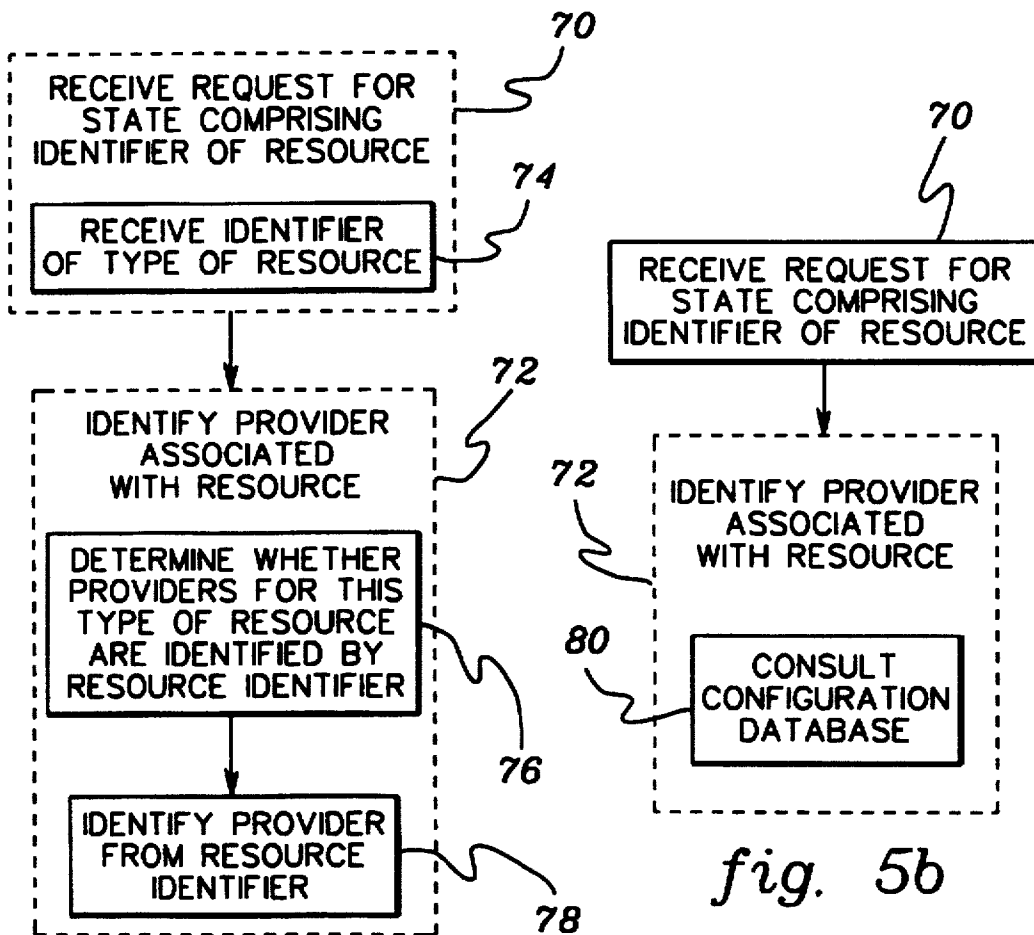 70
RECEIVE REQUEST FOR
STATE COMPRISING
IDENTIFIER OF RESOURCE
74
RECEIVE IDENTIFIER
OF TYPE OF RESOURCE
72
IDENTIFY PROVIDER
ASSOCIATED
WITH RESOURCE
DETERMINE WHETHER
PROVIDERS FOR THIS
TYPE OF RESOURCE
ARE IDENTIFIED BY
RESOURCE IDENTIFIER
76
IDENTIFY PROVIDER
FROM RESOURCE
IDENTIFIER
78
70
RECEIVE REQUEST FOR
STATE COMPRISING
IDENTIFIER OF RESOURCE
72
IDENTIFY PROVIDER
ASSOCIATED
WITH RESOURCE
80
CONSULT
CONFIGURATION
DATABASE
fig. 5b